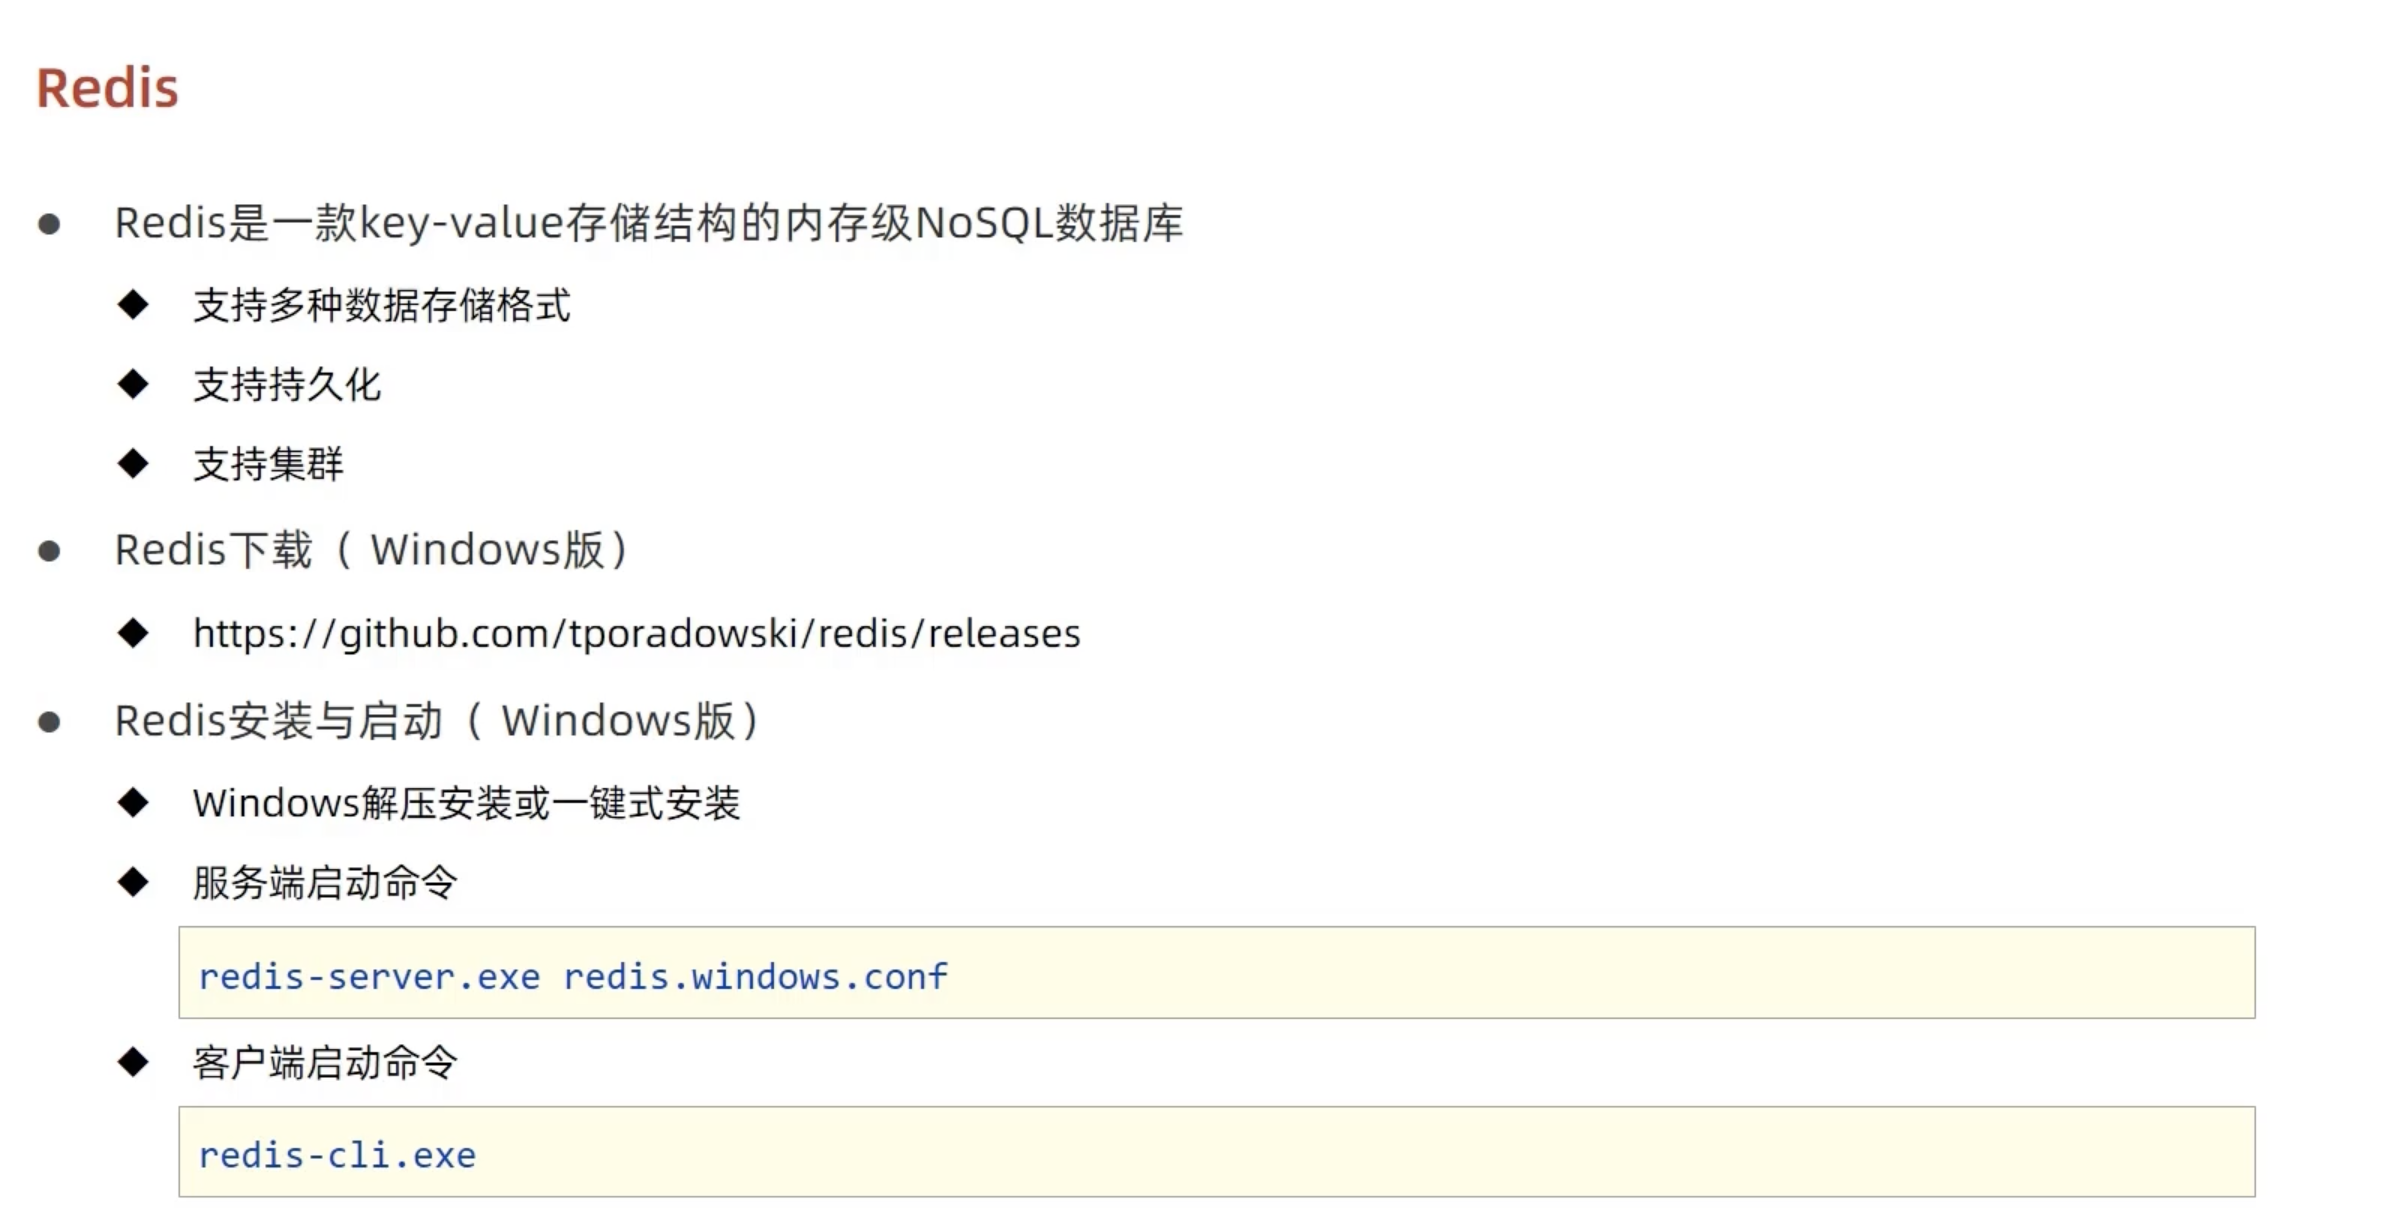 Redis
Redis是一款key-value存储结构的内存级NoSQL数据库
支持多种数据存储格式
支持持久化
支持集群
Redis下载（ Windows版）
https://github.com/tporadowski/redis/releases
Redis安装与启动（ Windows版）
Windows解压安装或一键式安装
服务端启动命令
redis-server.exe redis.windows.conf
客户端启动命令
redis-cli.exe